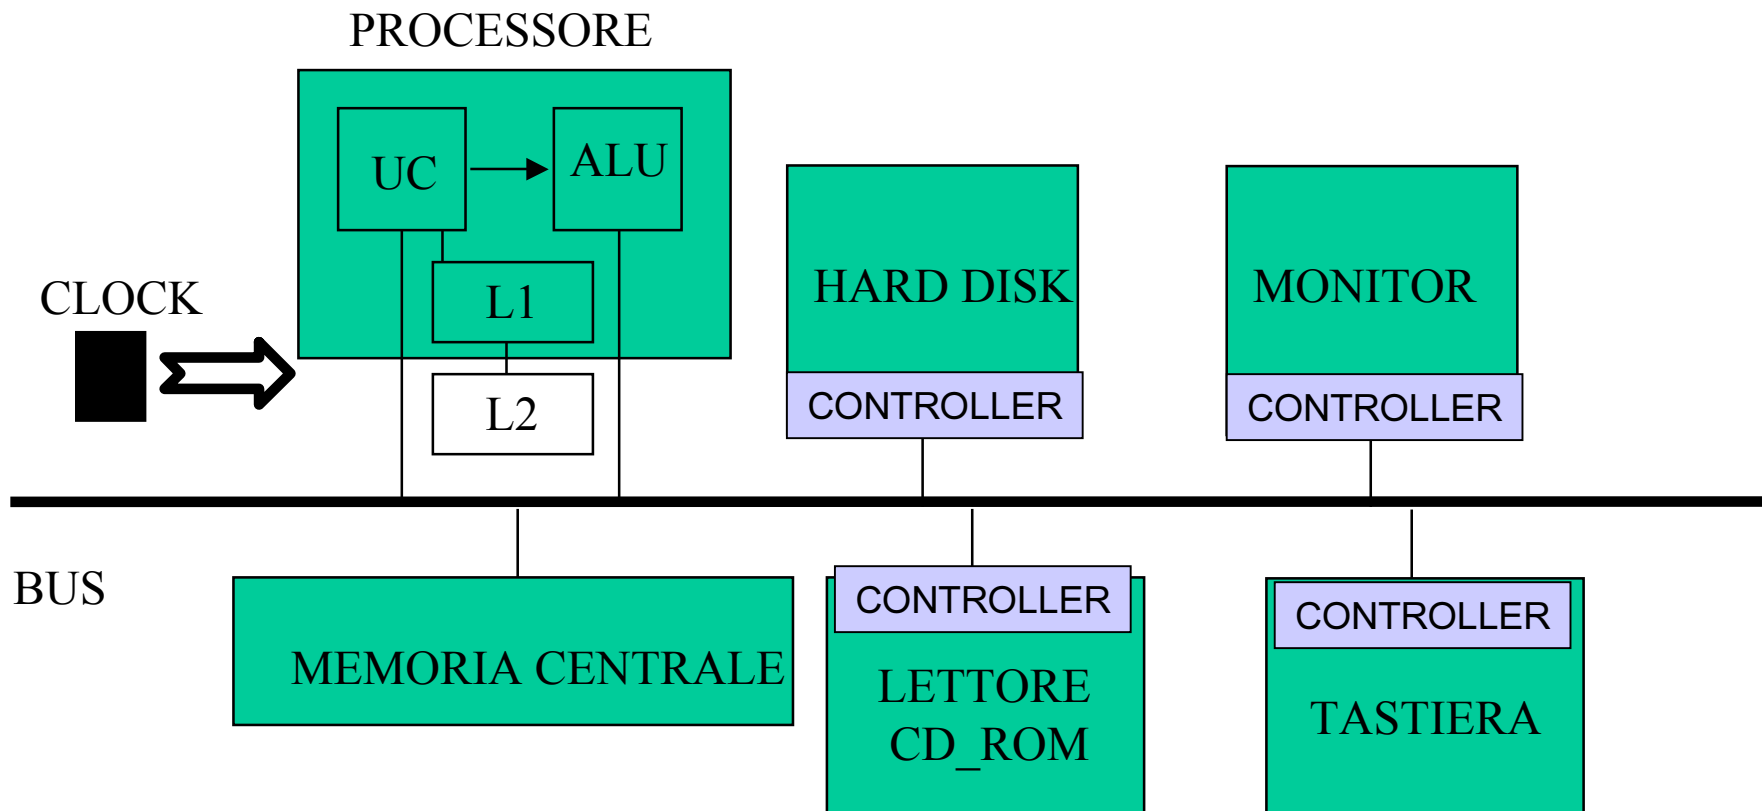 PROCESSORE
UC
ALU
L1
L2
CLOCK
HARD DISK
CONTROLLER
MONITOR
CONTROLLER
BUS
MEMORIA CENTRALE
CONTROLLER
LETTORE
CD_ROM
CONTROLLER
TASTIERA